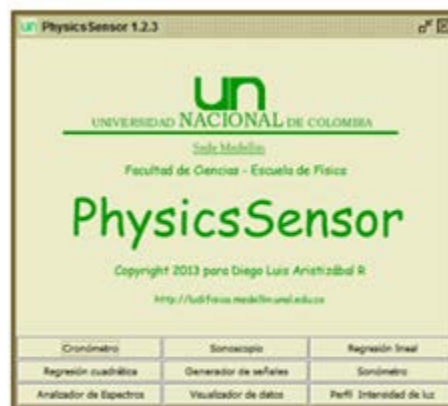 un PhysicsSensor 1.2.3
un
UNIVERSIDAD NACIONAL DE COLOMBIA
Sede Medellín
Facultad de Ciencias - Escuela de Física
PhysicsSensor
Copyright 2013 para Diego Luis Aristizábal R
http://ludifisica.medellin.unal.edu.co
Cronómetro Sonoscopio Regresión lineal
Regresión cuadrática Generador de señales Sonómetro
Analizador de Espectros Visualizador de datos Perfil Intensidad de luz